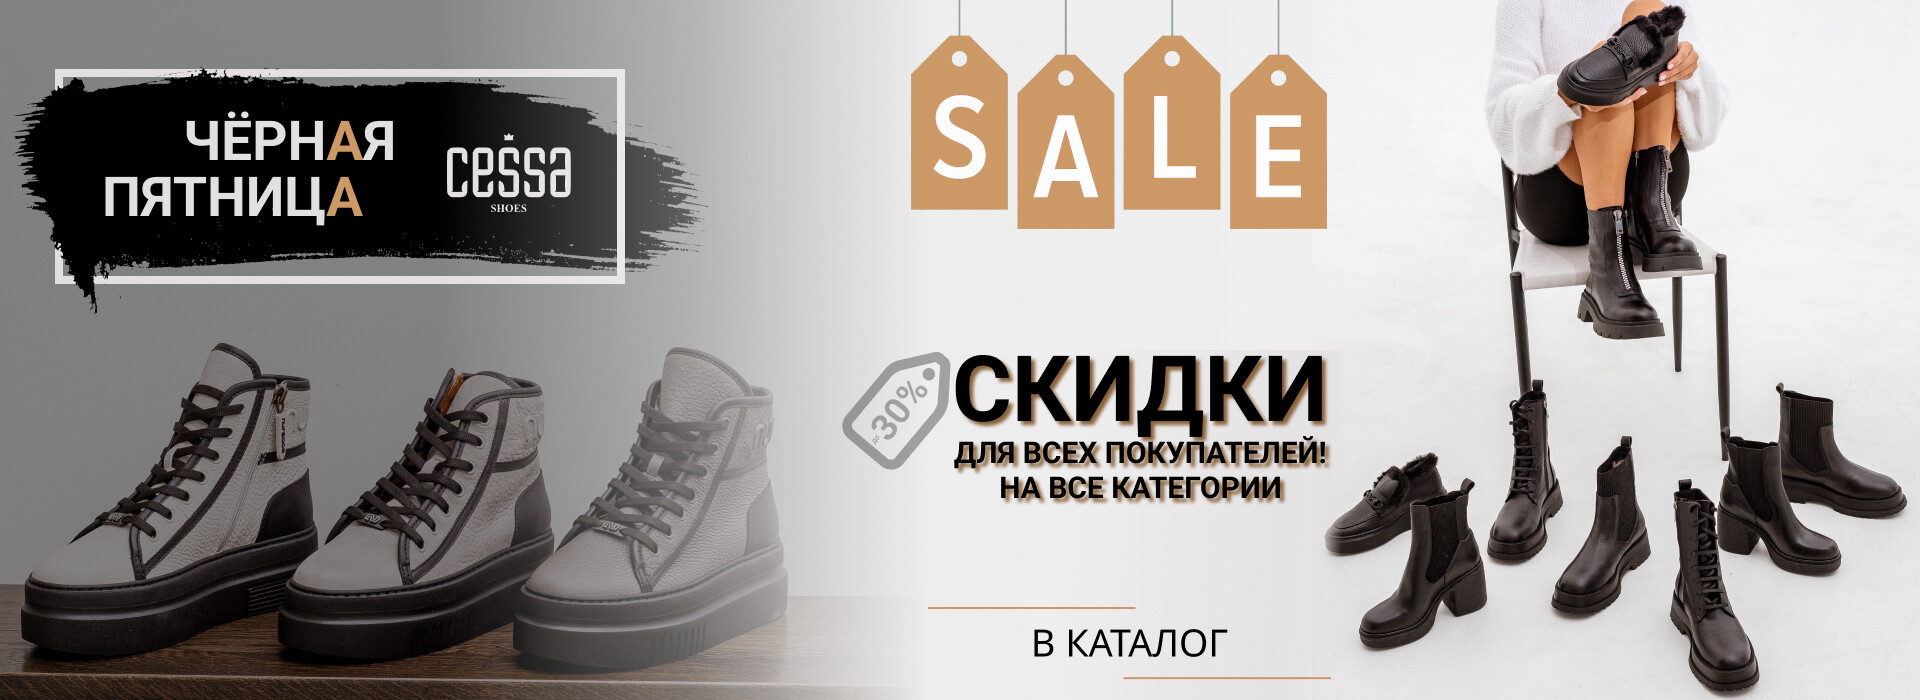 ЧЁРНАЯ
ПЯТНИЦА
cessa
SHOES
SALE
до 30%
СКИДКИ
ДЛЯ ВСЕХ ПОКУПАТЕЛЕЙ!
НА ВСЕ КАТЕГОРИИ
В КАТАЛОГ